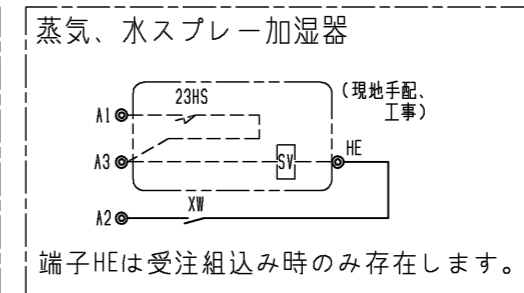 蒸気、水スプレー加湿器
23HS
(現地手配、
工事)
A1
A3
SV
HE
A2
XW
端子HEは受注組込み時のみ存在します。